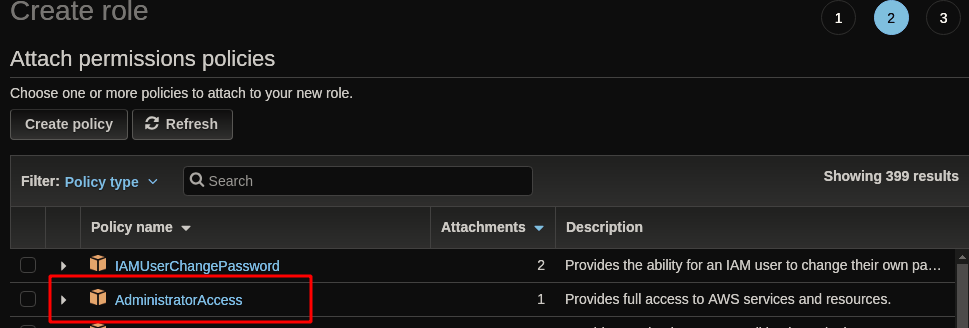 Create role
1 2 3
Attach permissions policies
Choose one or more policies to attach to your new role.
Create policy Refresh
Filter: Policy type Search Showing 399 results
Policy name Attachments Description
IAMUserChangePassword 2 Provides the ability for an IAM user to change their own pa…
AdministratorAccess 1 Provides full access to AWS services and resources.